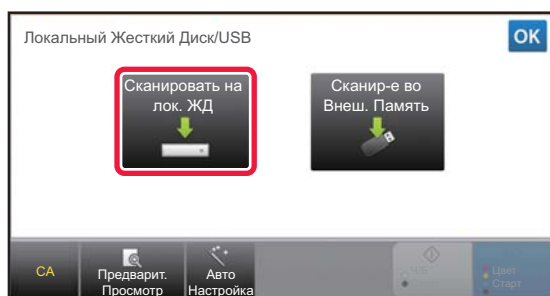 Локальный Жесткий Диск/USB
OK
Сканировать на
лок. ЖД
Сканир-е во
Внеш. Память
CA
Предварит.
Просмотр
Авто
Настройка
Ч/Б
Старт
Цвет
Старт